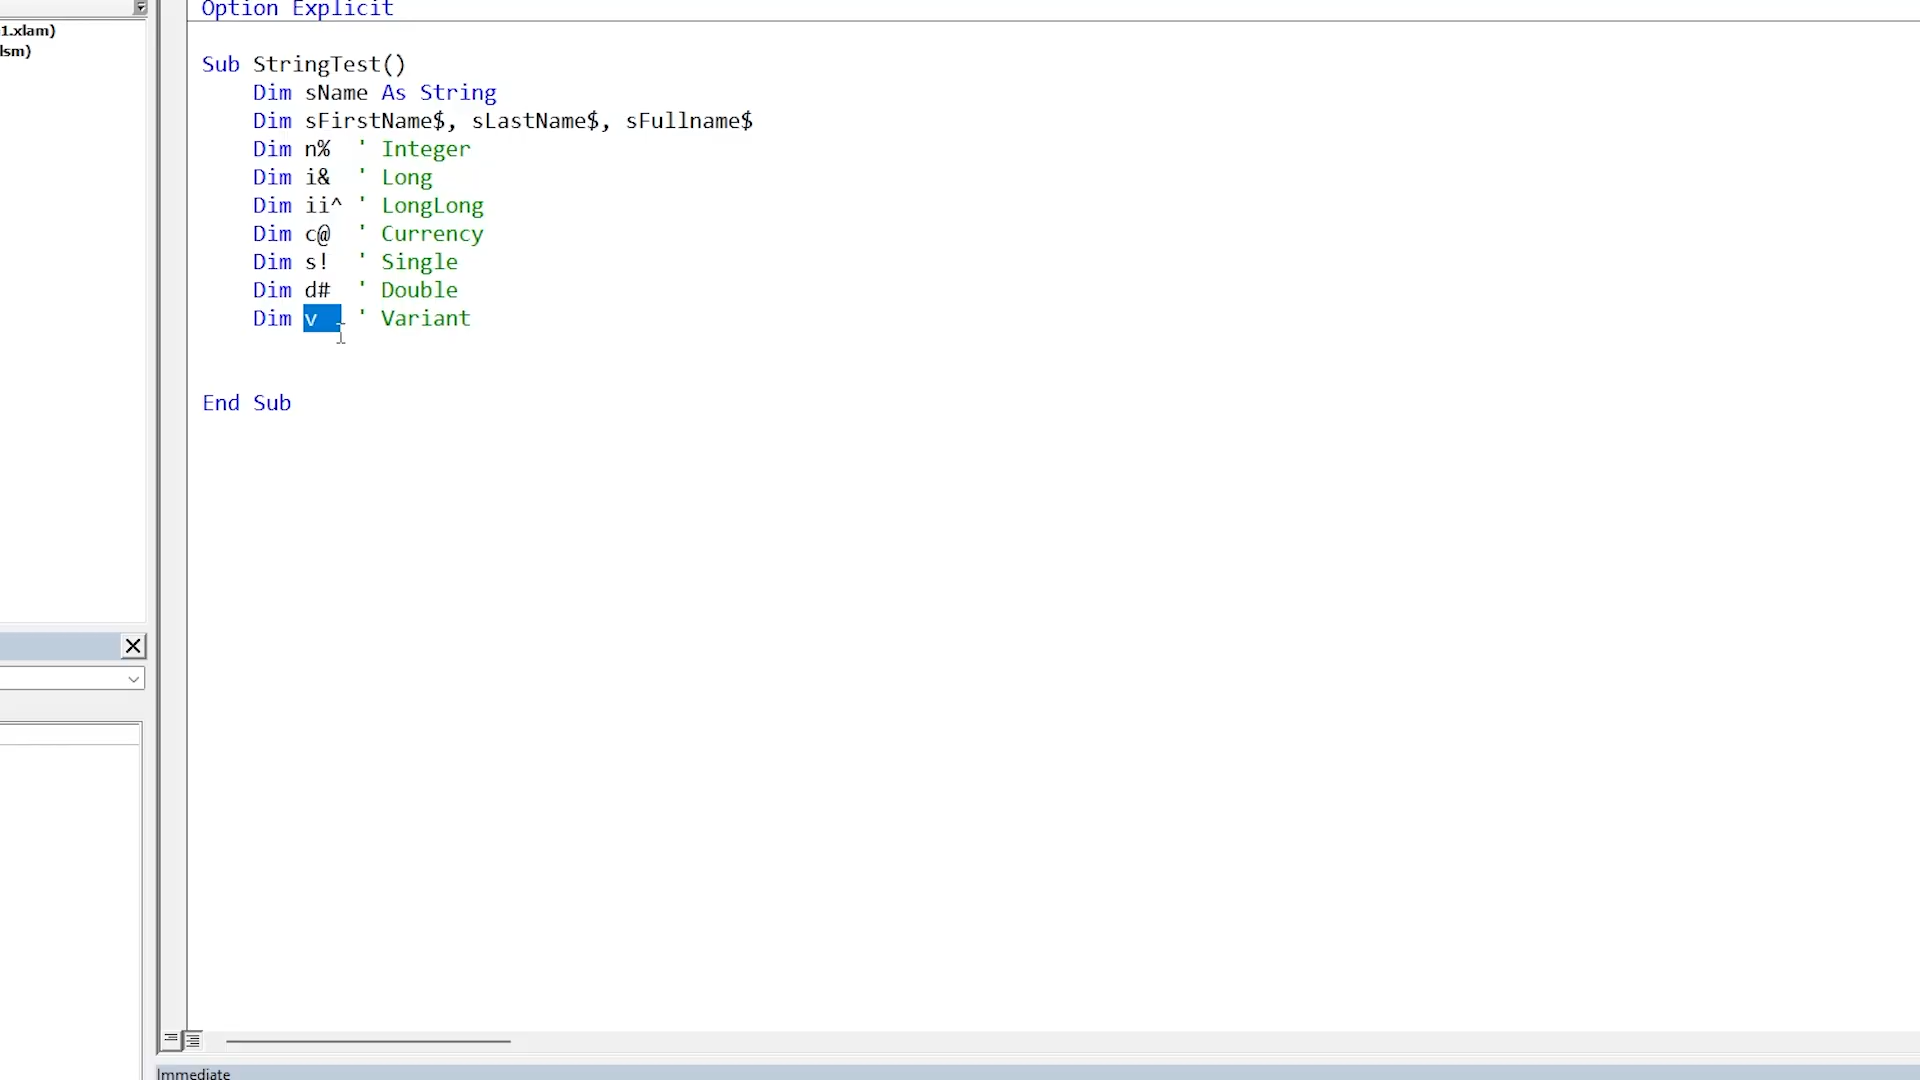 Option Explicit
1.xlam)
lsm)
Sub StringTest()
Dim sName As String
Dim sFirstName$, sLastName$, sFullname$
Dim n% ' Integer
Dim i& ' Long
Dim ii^ ' LongLong
Dim c@ ' Currency
Dim s! ' Single
Dim d# ' Double
Dim v ' Variant
End Sub
Immediate